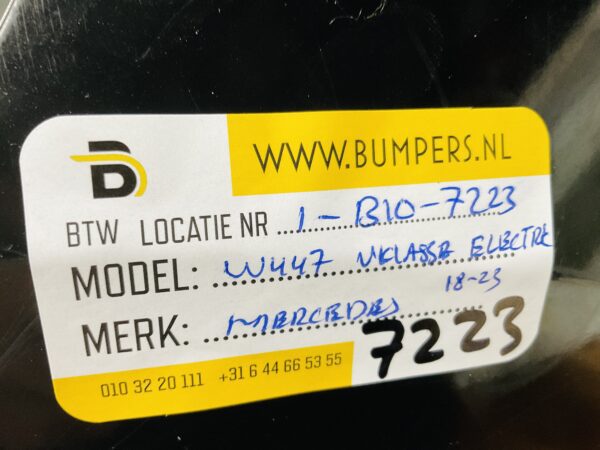 WWW.BUMPERS.NL
BTW LOCATIE NR 1-B10-7223
MODEL: W447 VKLASSE ELECTRE
18-23
MERK: MERCEDES
7223
010 32 20 111 +31 6 44 66 53 55